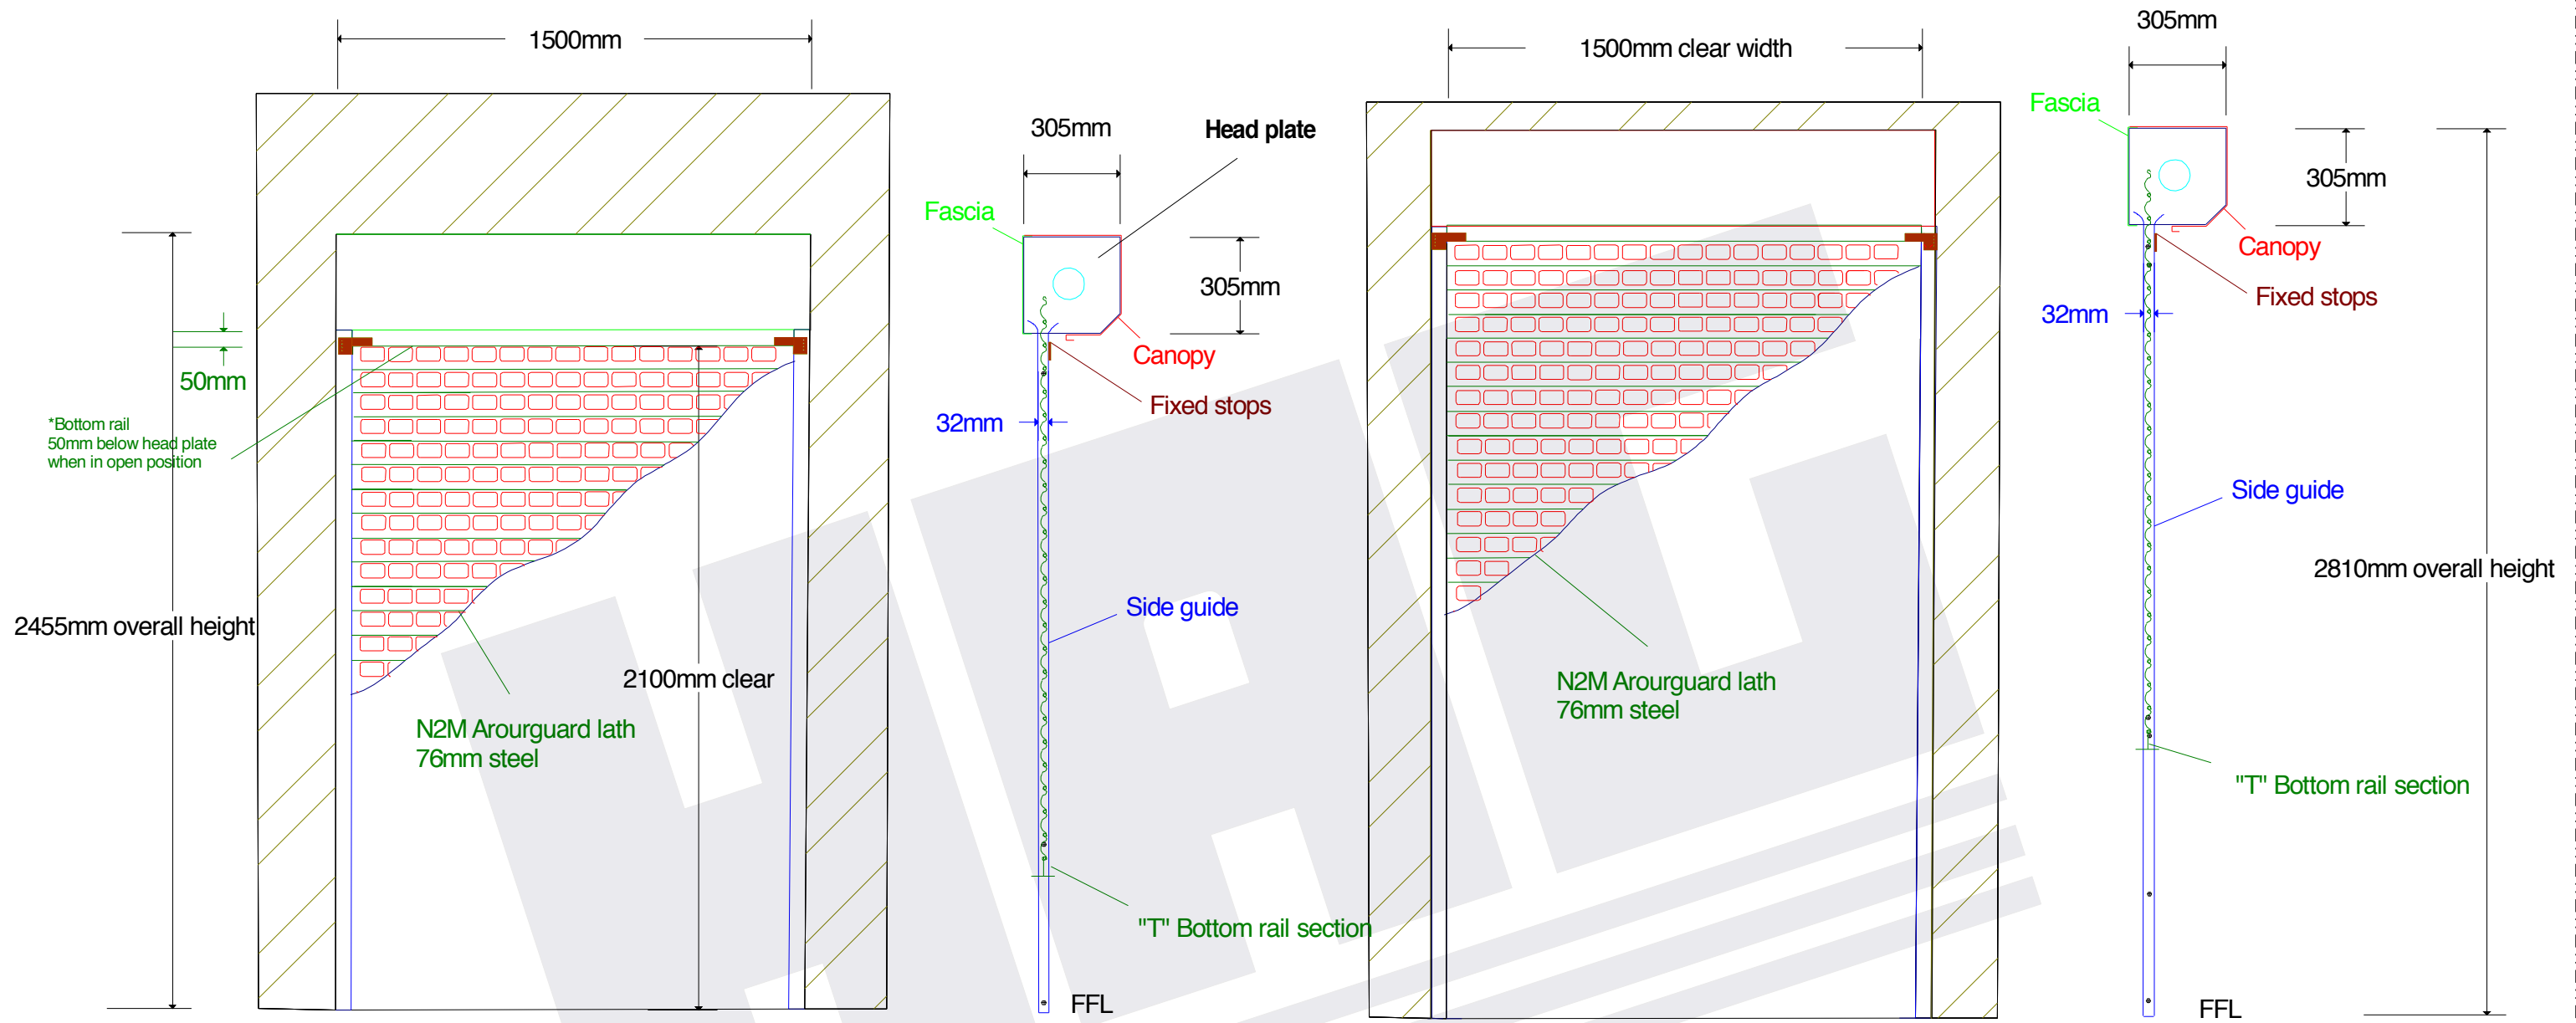 1500mm
305mm
Head plate
Fascia
305mm
50mm
Canopy
Fixed stops
*Bottom rail
50mm below head plate
when in open position
32mm
Side guide
2455mm overall height
2100mm clear
N2M Arourguard lath
76mm steel
"T" Bottom rail section
FFL
1500mm clear width
305mm
Fascia
305mm
Canopy
Fixed stops
32mm
Side guide
2810mm overall height
N2M Arourguard lath
76mm steel
"T" Bottom rail section
FFL